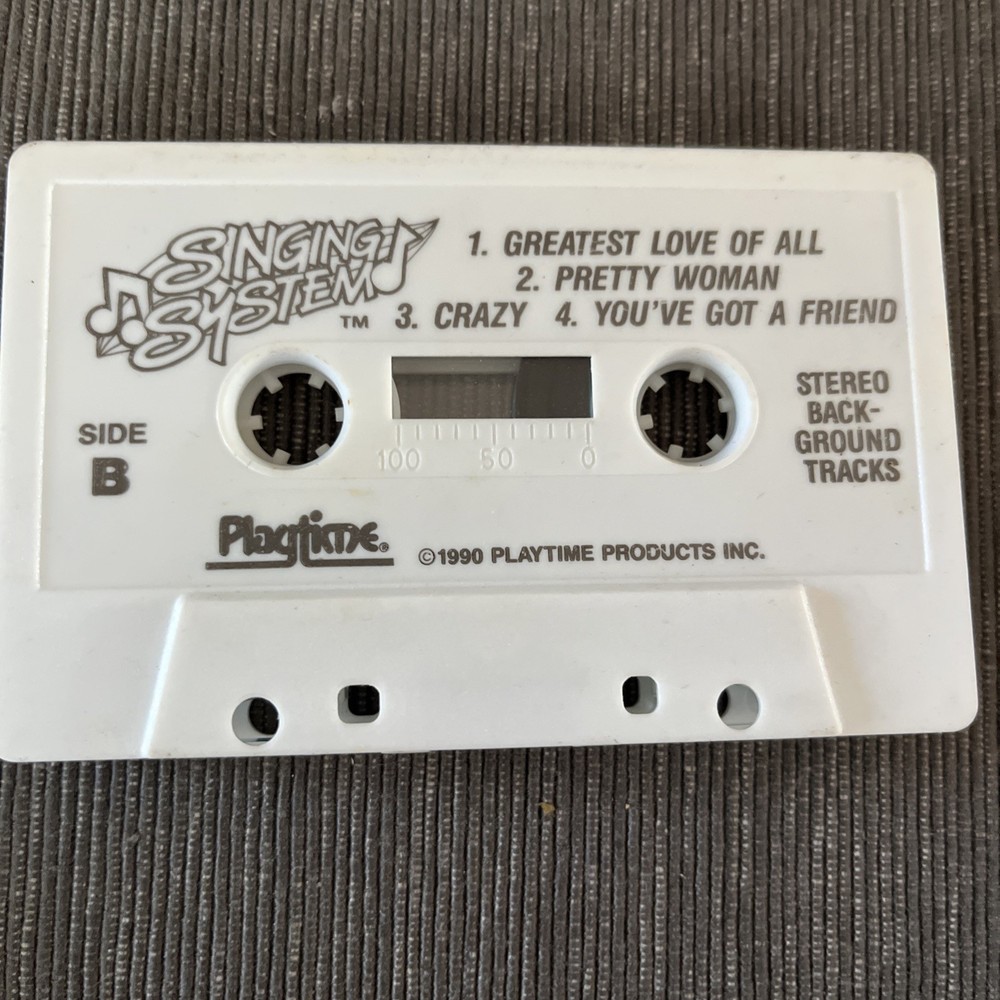 SINGING
SYSTEM TM
1. GREATEST LOVE OF ALL
2. PRETTY WOMAN
3. CRAZY 4. YOU'VE GOT A FRIEND
SIDE
B
100 50 0
STEREO
BACK-
GROUND
TRACKS
Playtime® ©1990 PLAYTIME PRODUCTS INC.